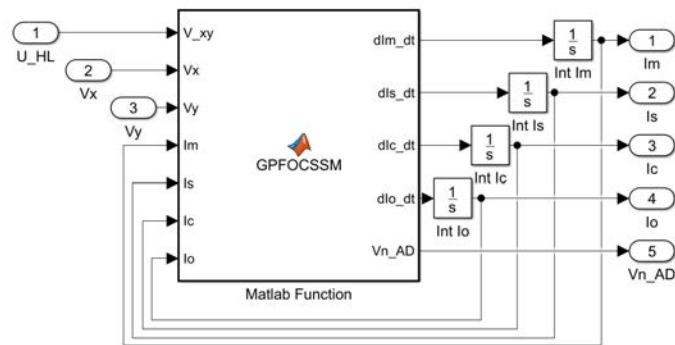 1
U_HL
2
Vx
3
Vy
V_xy
Vx
Vy
Im
Is
Ic
Io
GPFOCSSM
dIm_dt
dIs_dt
dIc_dt
dIo_dt
Vn_AD
Matlab Function
1
s
Int Im
1
s
Int Is
1
s
Int Ic
1
s
Int Io
1
Im
2
Is
3
Ic
4
Io
5
Vn_AD